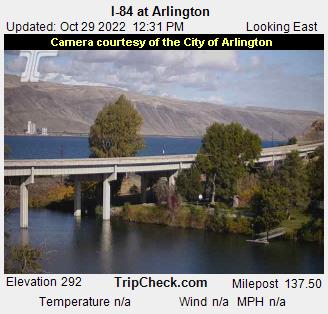 I-84 at Arlington
Updated: Oct 29 2022 12:31 PM Looking East
Camera courtesy of the City of Arlington
Elevation 292 TripCheck.com Milepost 137.50
Temperature n/a Wind n/a MPH n/a